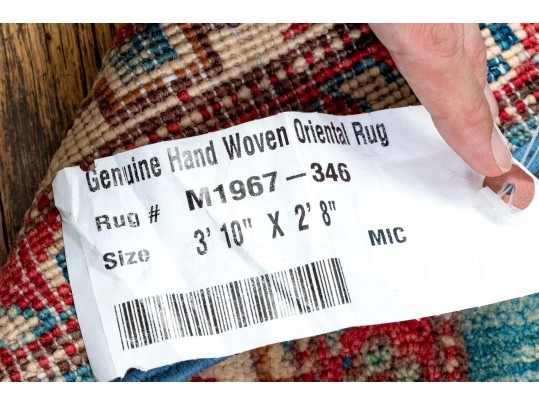 Genuine Hand Woven Oriental Rug
Rug # M1967-346
Size 3' 10" X 2' 8"
MIC